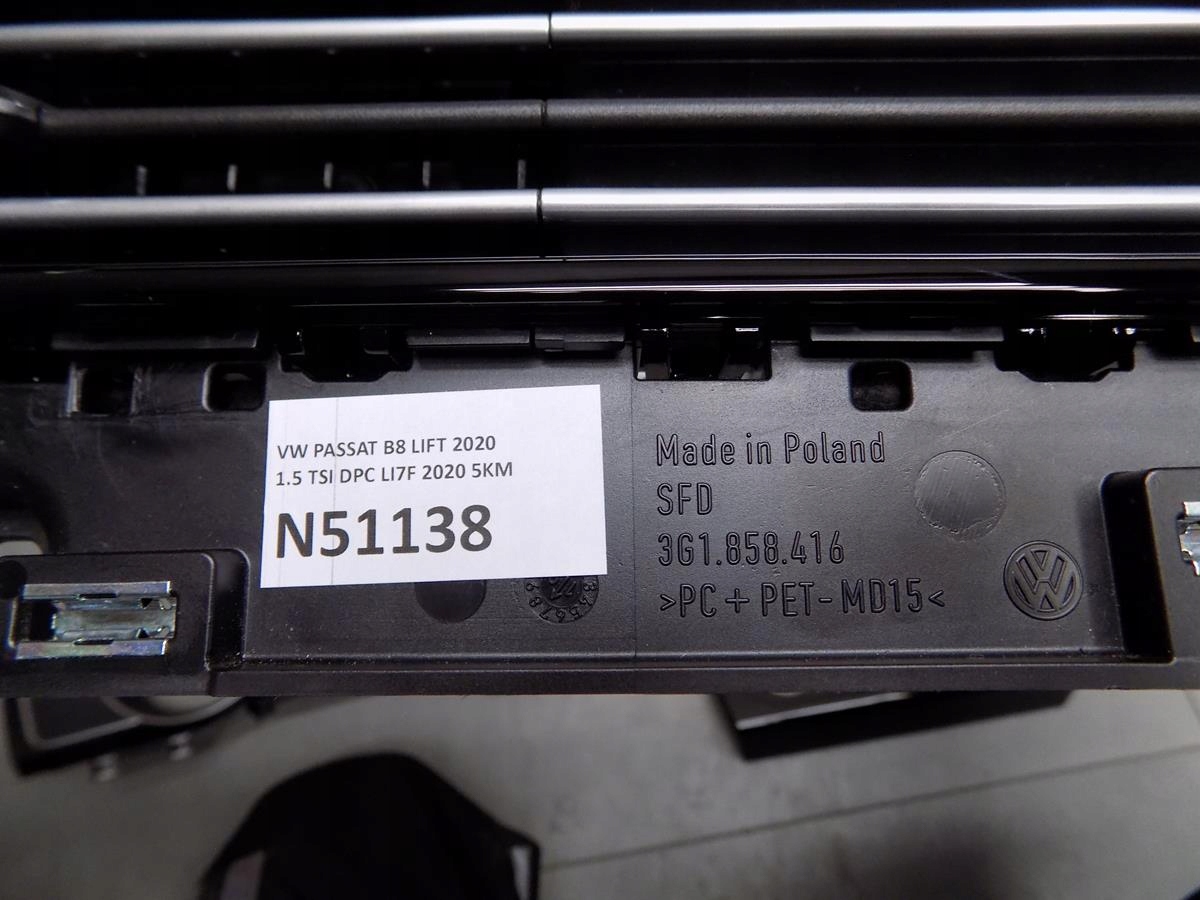 VW PASSAT B8 LIFT 2020
1.5 TSI DPC LI7F 2020 5KM
N51138
Made in Poland
SFD
3G1.858.416
>PC + PET-MD15<